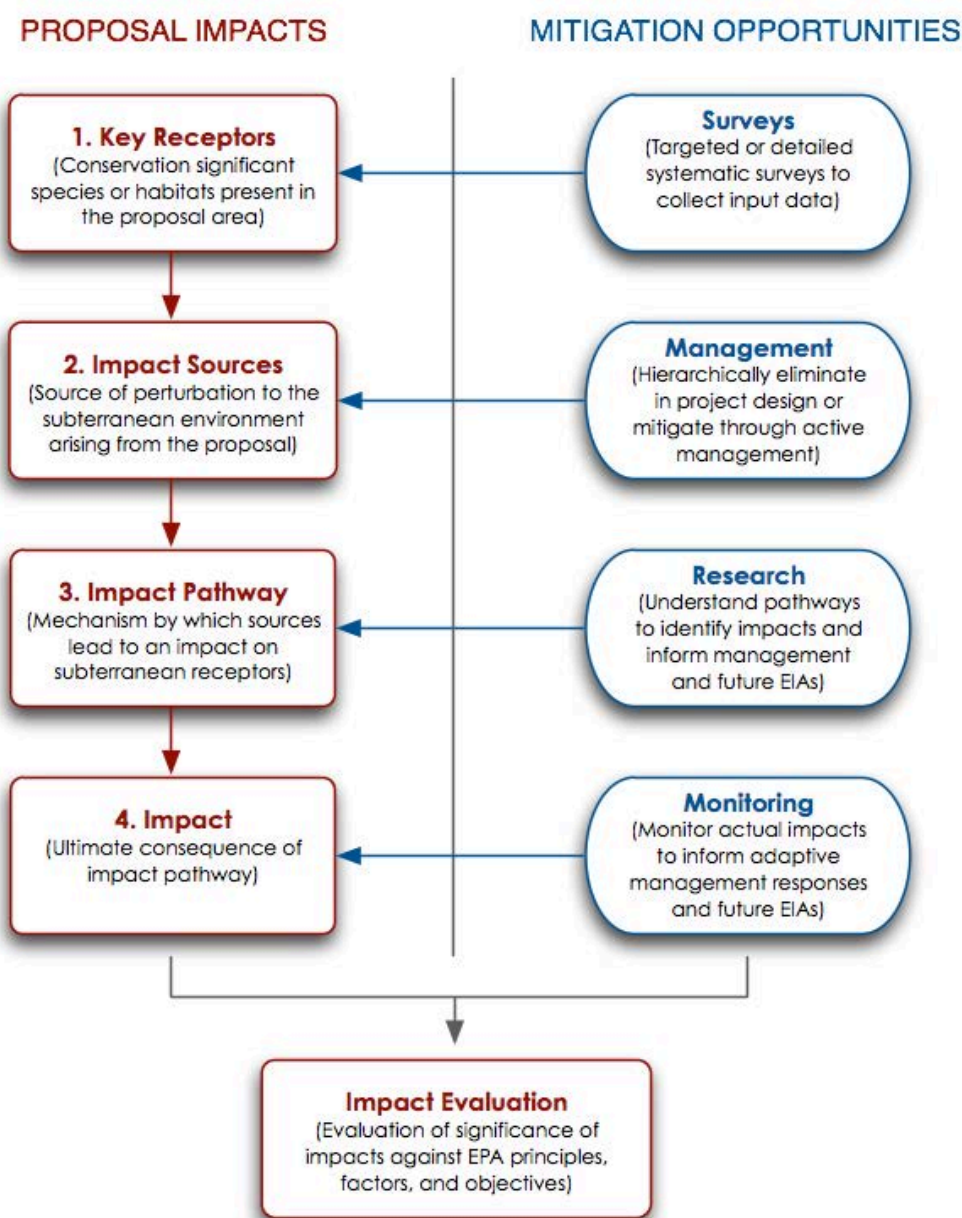 PROPOSAL IMPACTS
MITIGATION OPPORTUNITIES
1. Key Receptors
(Conservation significant
species or habitats present in
the proposal area)
Surveys
(Targeted or detailed
systematic surveys to
collect input data)
2. Impact Sources
(Source of perturbation to the
subterranean environment
arising from the proposal)
Management
(Hierarchically eliminate
in project design or
mitigate through active
management)
3. Impact Pathway
(Mechanism by which sources
lead to an impact on
subterranean receptors)
Research
(Understand pathways
to identify impacts and
inform management
and future EIAs)
4. Impact
(Ultimate consequence of
impact pathway)
Monitoring
(Monitor actual impacts
to inform adaptive
management responses
and future EIAs)
Impact Evaluation
(Evaluation of significance of
impacts against EPA principles,
factors, and objectives)